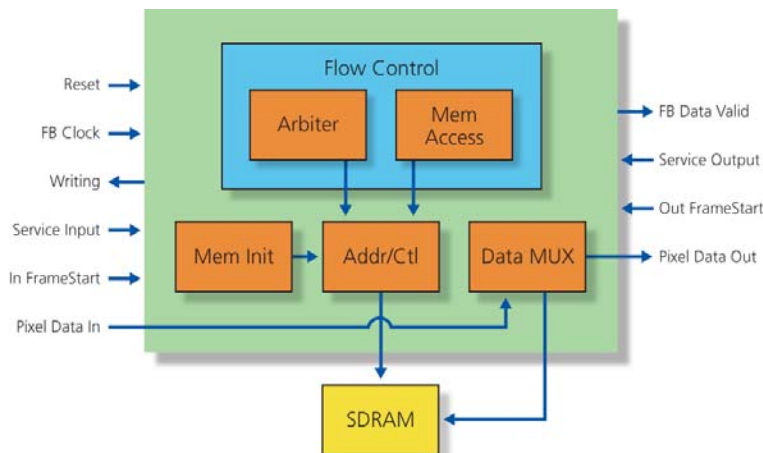 Flow Control
Arbiter
Mem
Access
Reset
FB Clock
Writing
Service Input
In FrameStart
Pixel Data In
Mem Init
Addr/Ctl
Data MUX
FB Data Valid
Service Output
Out FrameStart
Pixel Data Out
SDRAM